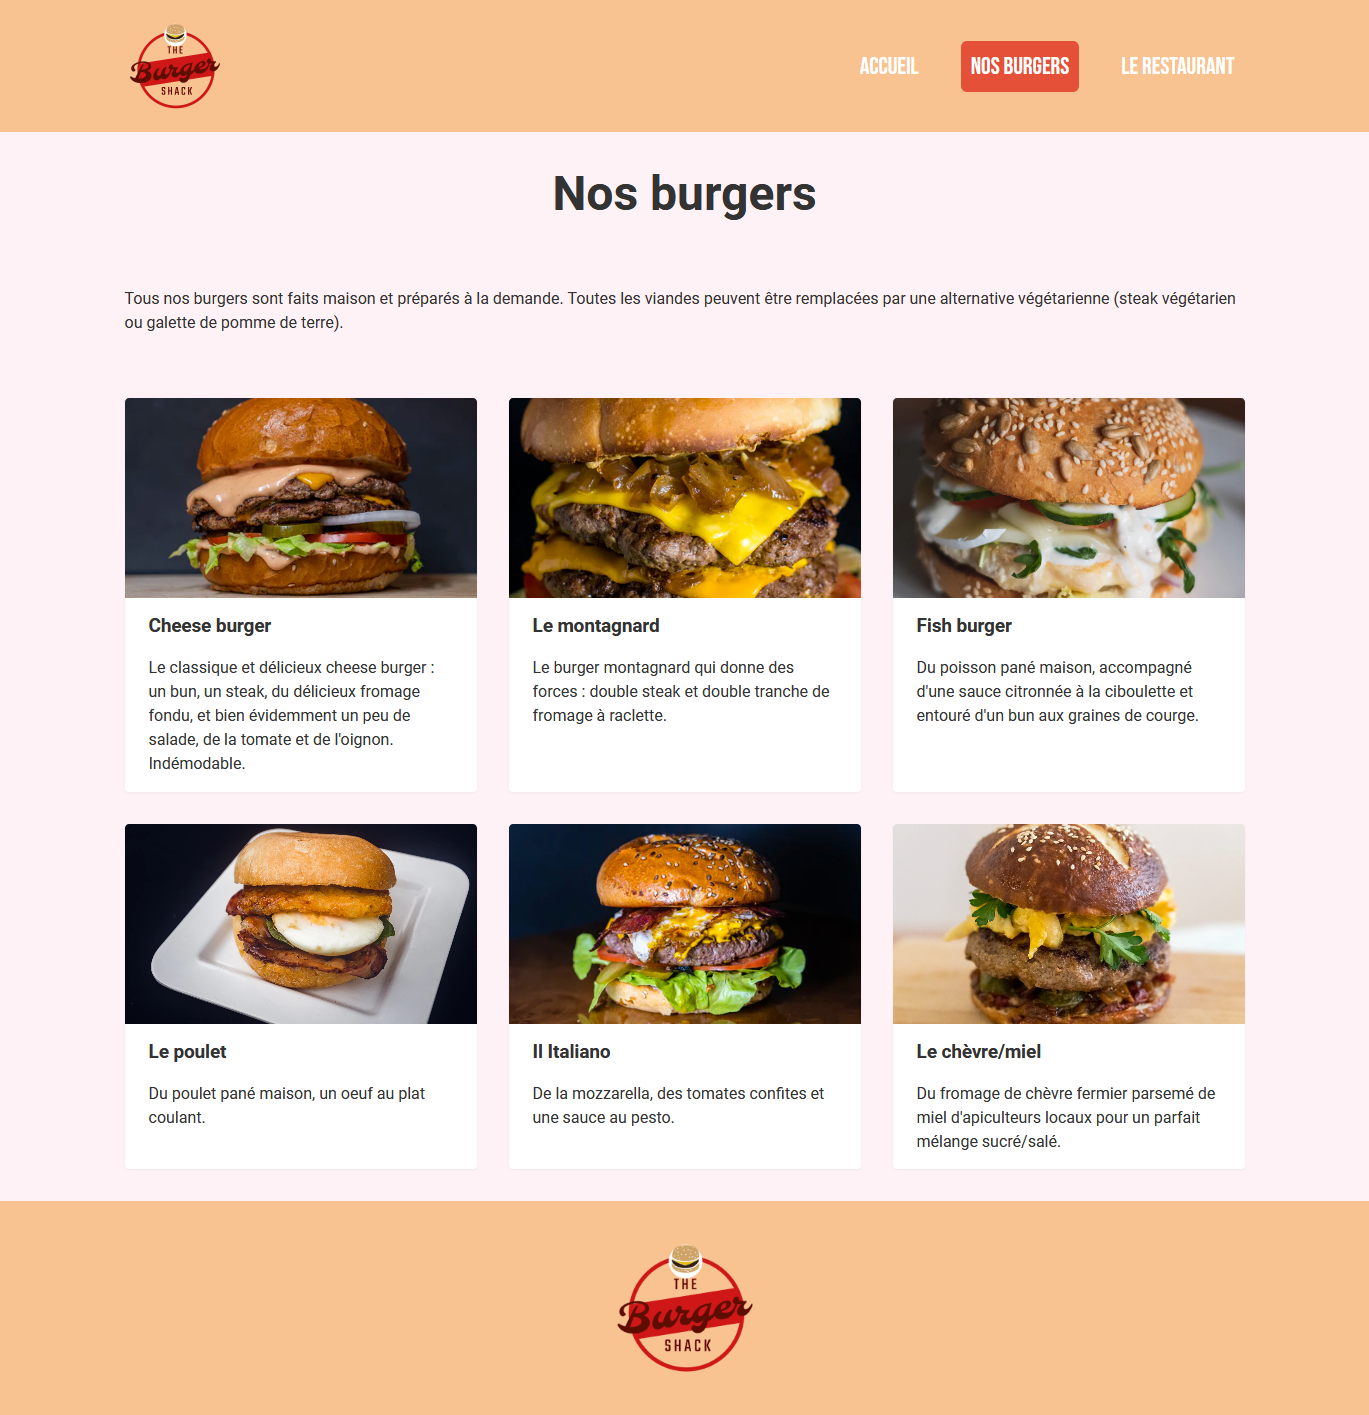 THE
Burger
SHACK
ACCUEIL
NOS BURGERS
LE RESTAURANT
Nos burgers
Tous nos burgers sont faits maison et préparés à la demande. Toutes les viandes peuvent être remplacées par une alternative végétarienne (steak végétarien
ou galette de pomme de terre).
Cheese burger
Le classique et délicieux cheese burger :
un bun, un steak, du délicieux fromage
fondu, et bien évidemment un peu de
salade, de la tomate et de l'oignon.
Indémodable.
Le montagnard
Le burger montagnard qui donne des
forces : double steak et double tranche de
fromage à raclette.
Fish burger
Du poisson pané maison, accompagné
d'une sauce citronnée à la ciboulette et
entouré d'un bun aux graines de courge.
Le poulet
Du poulet pané maison, un oeuf au plat
coulant.
Il Italiano
De la mozzarella, des tomates confites et
une sauce au pesto.
Le chèvre/miel
Du fromage de chèvre fermier parsemé de
miel d'apiculteurs locaux pour un parfait
mélange sucré/salé.
THE
Burger
SHACK